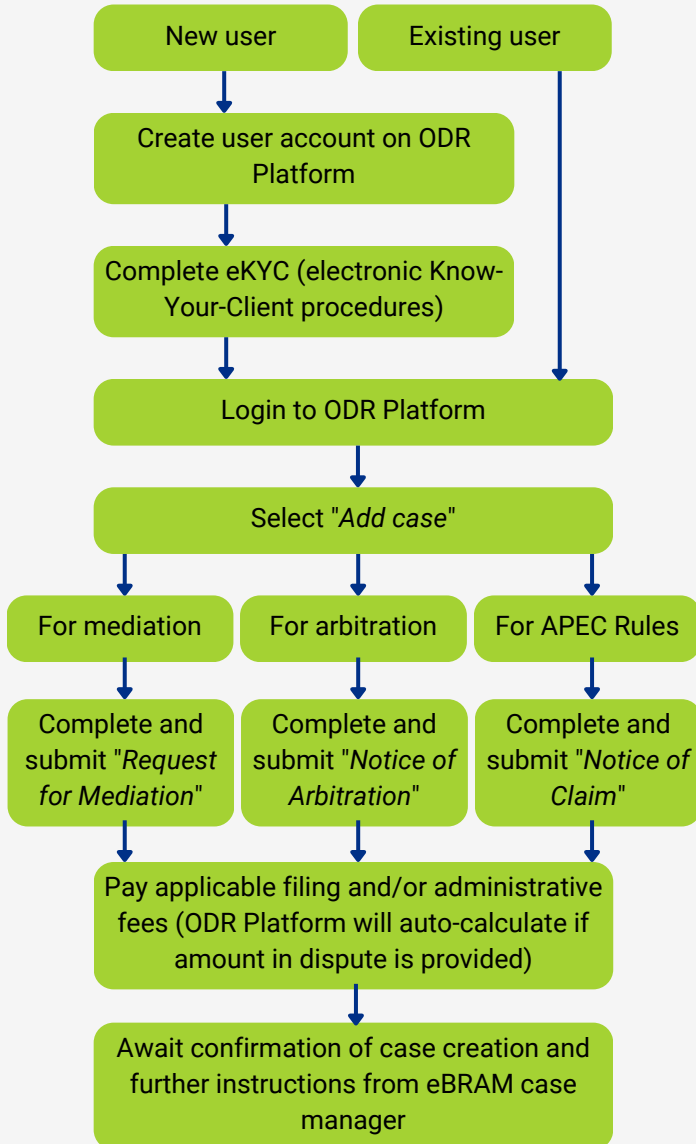 New user
Existing user
Create user account on ODR
Platform
Complete eKYC (electronic Know-
Your-Client procedures)
Login to ODR Platform
Select "Add case"
For mediation
For arbitration
For APEC Rules
Complete and
submit "Request
for Mediation"
Complete and
submit "Notice of
Arbitration"
Complete and
submit "Notice of
Claim"
Pay applicable filing and/or administrative
fees (ODR Platform will auto-calculate if
amount in dispute is provided)
Await confirmation of case creation and
further instructions from eBRAM case
manager